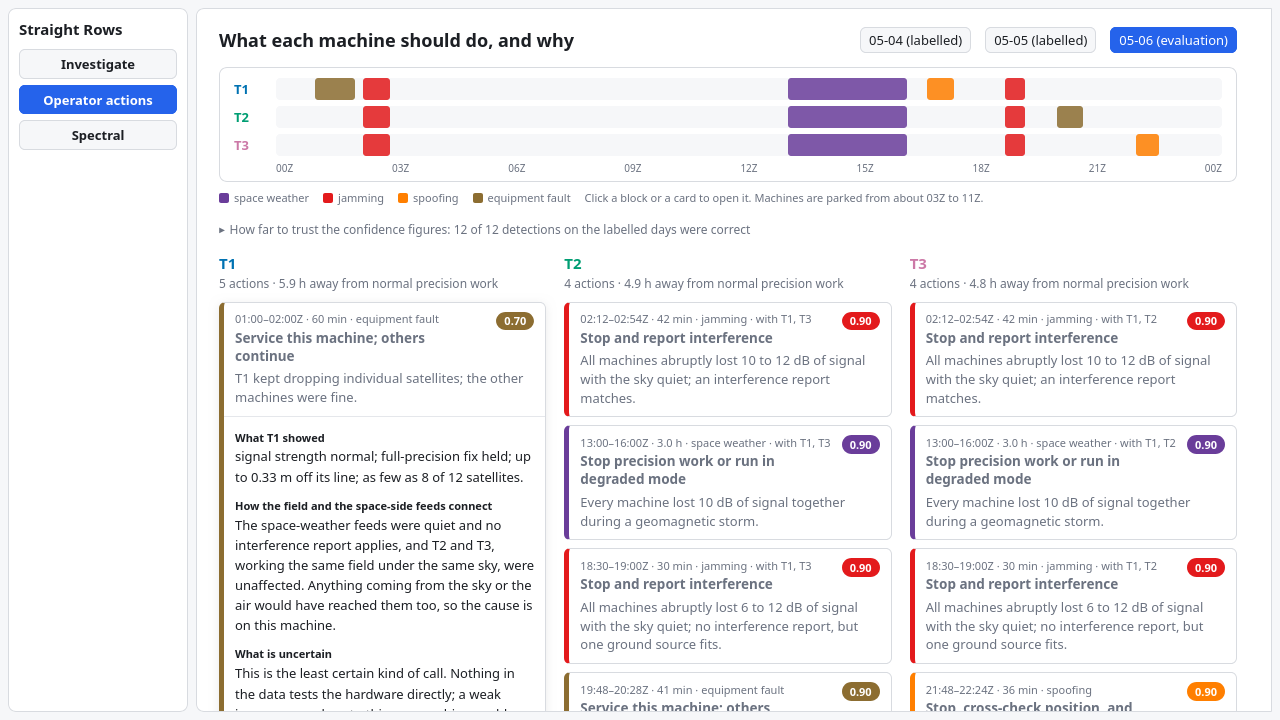 Straight Rows
Investigate
Operator actions
Spectral
What each machine should do, and why
05-04 (labelled)
05-05 (labelled)
05-06 (evaluation)
T1
T2
T3
00Z 03Z 06Z 09Z 12Z 15Z 18Z 21Z 00Z
space weather jamming spoofing equipment fault Click a block or a card to open it. Machines are parked from about 03Z to 11Z.
▸ How far to trust the confidence figures: 12 of 12 detections on the labelled days were correct
T1
5 actions · 5.9 h away from normal precision work
01:00–02:00Z · 60 min · equipment fault
0.70
Service this machine; others
continue
T1 kept dropping individual satellites; the other
machines were fine.
What T1 showed
signal strength normal; full-precision fix held; up
to 0.33 m off its line; as few as 8 of 12 satellites.
How the field and the space-side feeds connect
The space-weather feeds were quiet and no
interference report applies, and T2 and T3,
working the same field under the same sky, were
unaffected. Anything coming from the sky or the
air would have reached them too, so the cause is
on this machine.
What is uncertain
This is the least certain kind of call. Nothing in
the data tests the hardware directly; a weak
T2
4 actions · 4.9 h away from normal precision work
02:12–02:54Z · 42 min · jamming · with T1, T3
0.90
Stop and report interference
All machines abruptly lost 10 to 12 dB of signal
with the sky quiet; an interference report
matches.
13:00–16:00Z · 3.0 h · space weather · with T1, T3
0.90
Stop precision work or run in
degraded mode
Every machine lost 10 dB of signal together
during a geomagnetic storm.
18:30–19:00Z · 30 min · jamming · with T1, T3
0.90
Stop and report interference
All machines abruptly lost 6 to 12 dB of signal
with the sky quiet; no interference report, but
one ground source fits.
19:48–20:28Z · 41 min · equipment fault
0.90
Service this machine; others
T3
4 actions · 4.8 h away from normal precision work
02:12–02:54Z · 42 min · jamming · with T1, T2
0.90
Stop and report interference
All machines abruptly lost 10 to 12 dB of signal
with the sky quiet; an interference report
matches.
13:00–16:00Z · 3.0 h · space weather · with T1, T2
0.90
Stop precision work or run in
degraded mode
Every machine lost 10 dB of signal together
during a geomagnetic storm.
18:30–19:00Z · 30 min · jamming · with T1, T2
0.90
Stop and report interference
All machines abruptly lost 6 to 12 dB of signal
with the sky quiet; no interference report, but
one ground source fits.
21:48–22:24Z · 36 min · spoofing
0.90
Stop, cross-check position, and